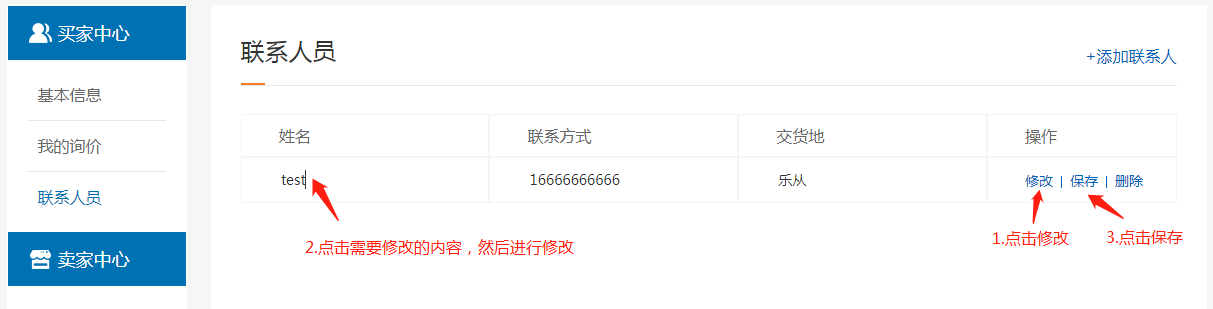 买家中心
基本信息
我的询价
联系人员
卖家中心
联系人员
+添加联系人
姓名 联系方式 交货地 操作
test 16666666666 乐从 修改 | 保存 | 删除
2.点击需要修改的内容，然后进行修改
1.点击修改
3.点击保存